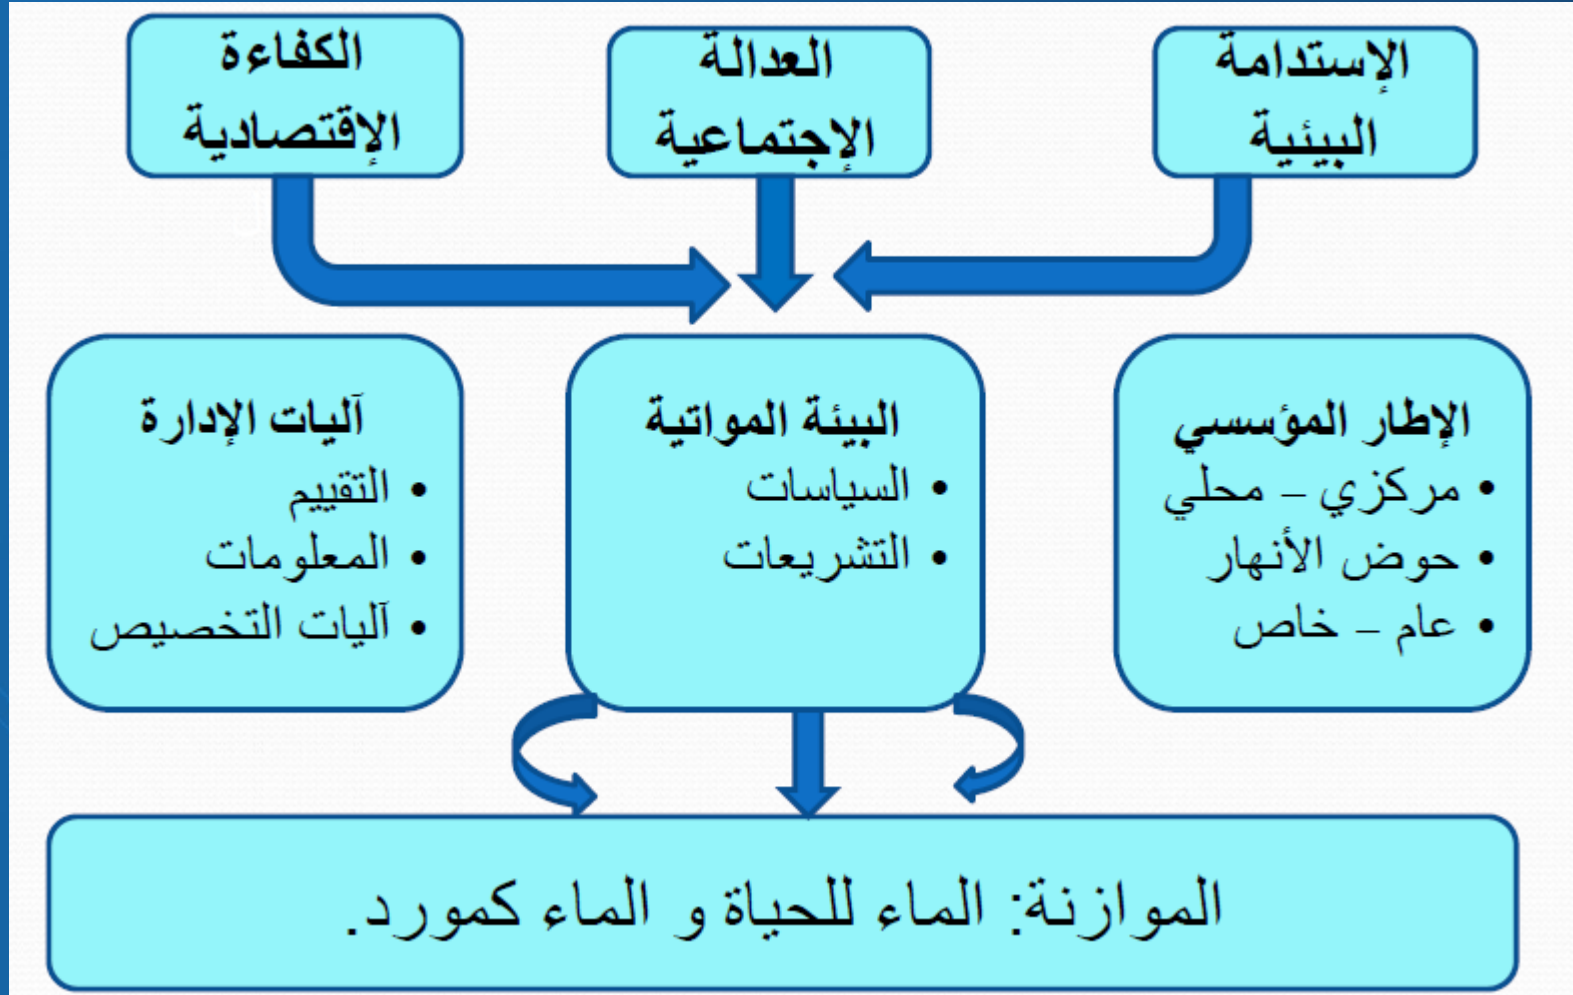 الإستدامة
البيئية
العدالة
الإجتماعية
الكفاءة
الإقتصادية
الإطار المؤسسي
• مركزي – محلي
• حوض الأنهار
• عام – خاص
البيئة المواتية
• السياسات
• التشريعات
آليات الإدارة
• التقييم
• المعلومات
• آليات التخصيص
الموازنة: الماء للحياة و الماء كمورد.